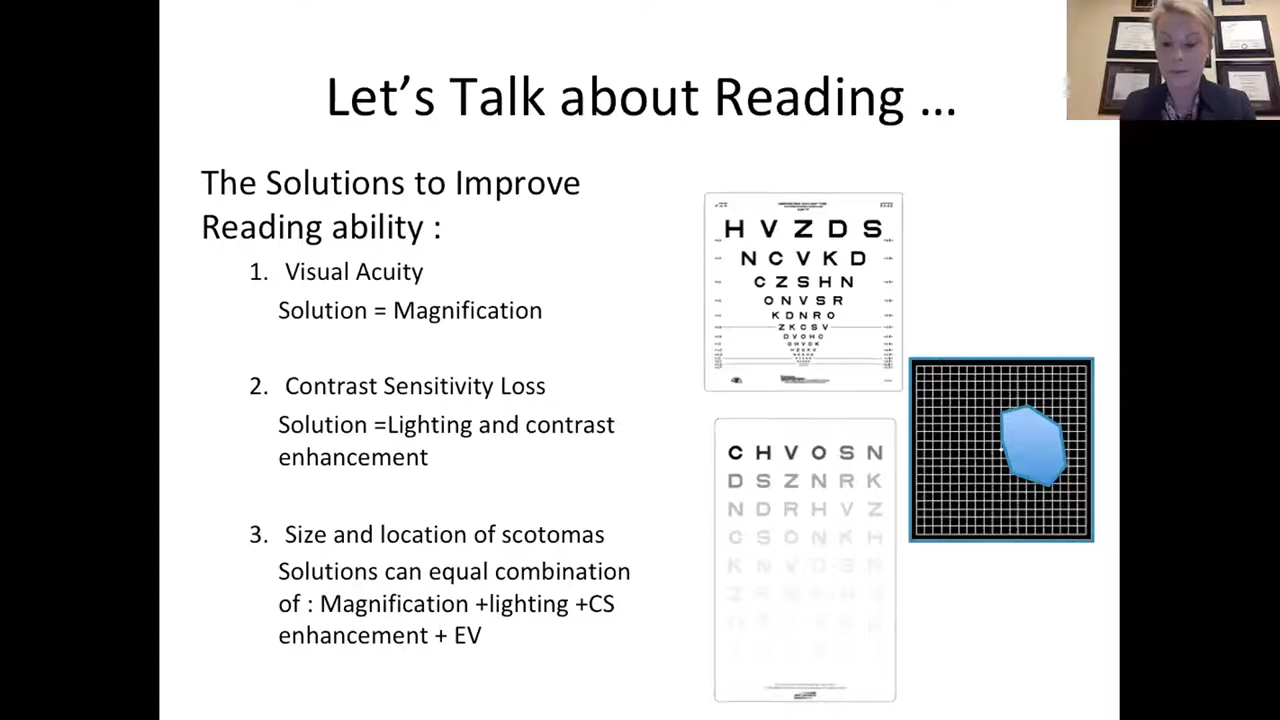 Let's Talk about Reading ...
The Solutions to Improve
Reading ability :
1. Visual Acuity
Solution = Magnification
2. Contrast Sensitivity Loss
Solution =Lighting and contrast
enhancement
3. Size and location of scotomas
Solutions can equal combination
of : Magnification +lighting +CS
enhancement + EV
H V Z D S
N C V K D
C Z S H N
O N V S R
K D N R O
Z K C S V
D V O H C
C H V O S N
D S Z N R K
N D R H V Z
C S O N K H
K N V D S N